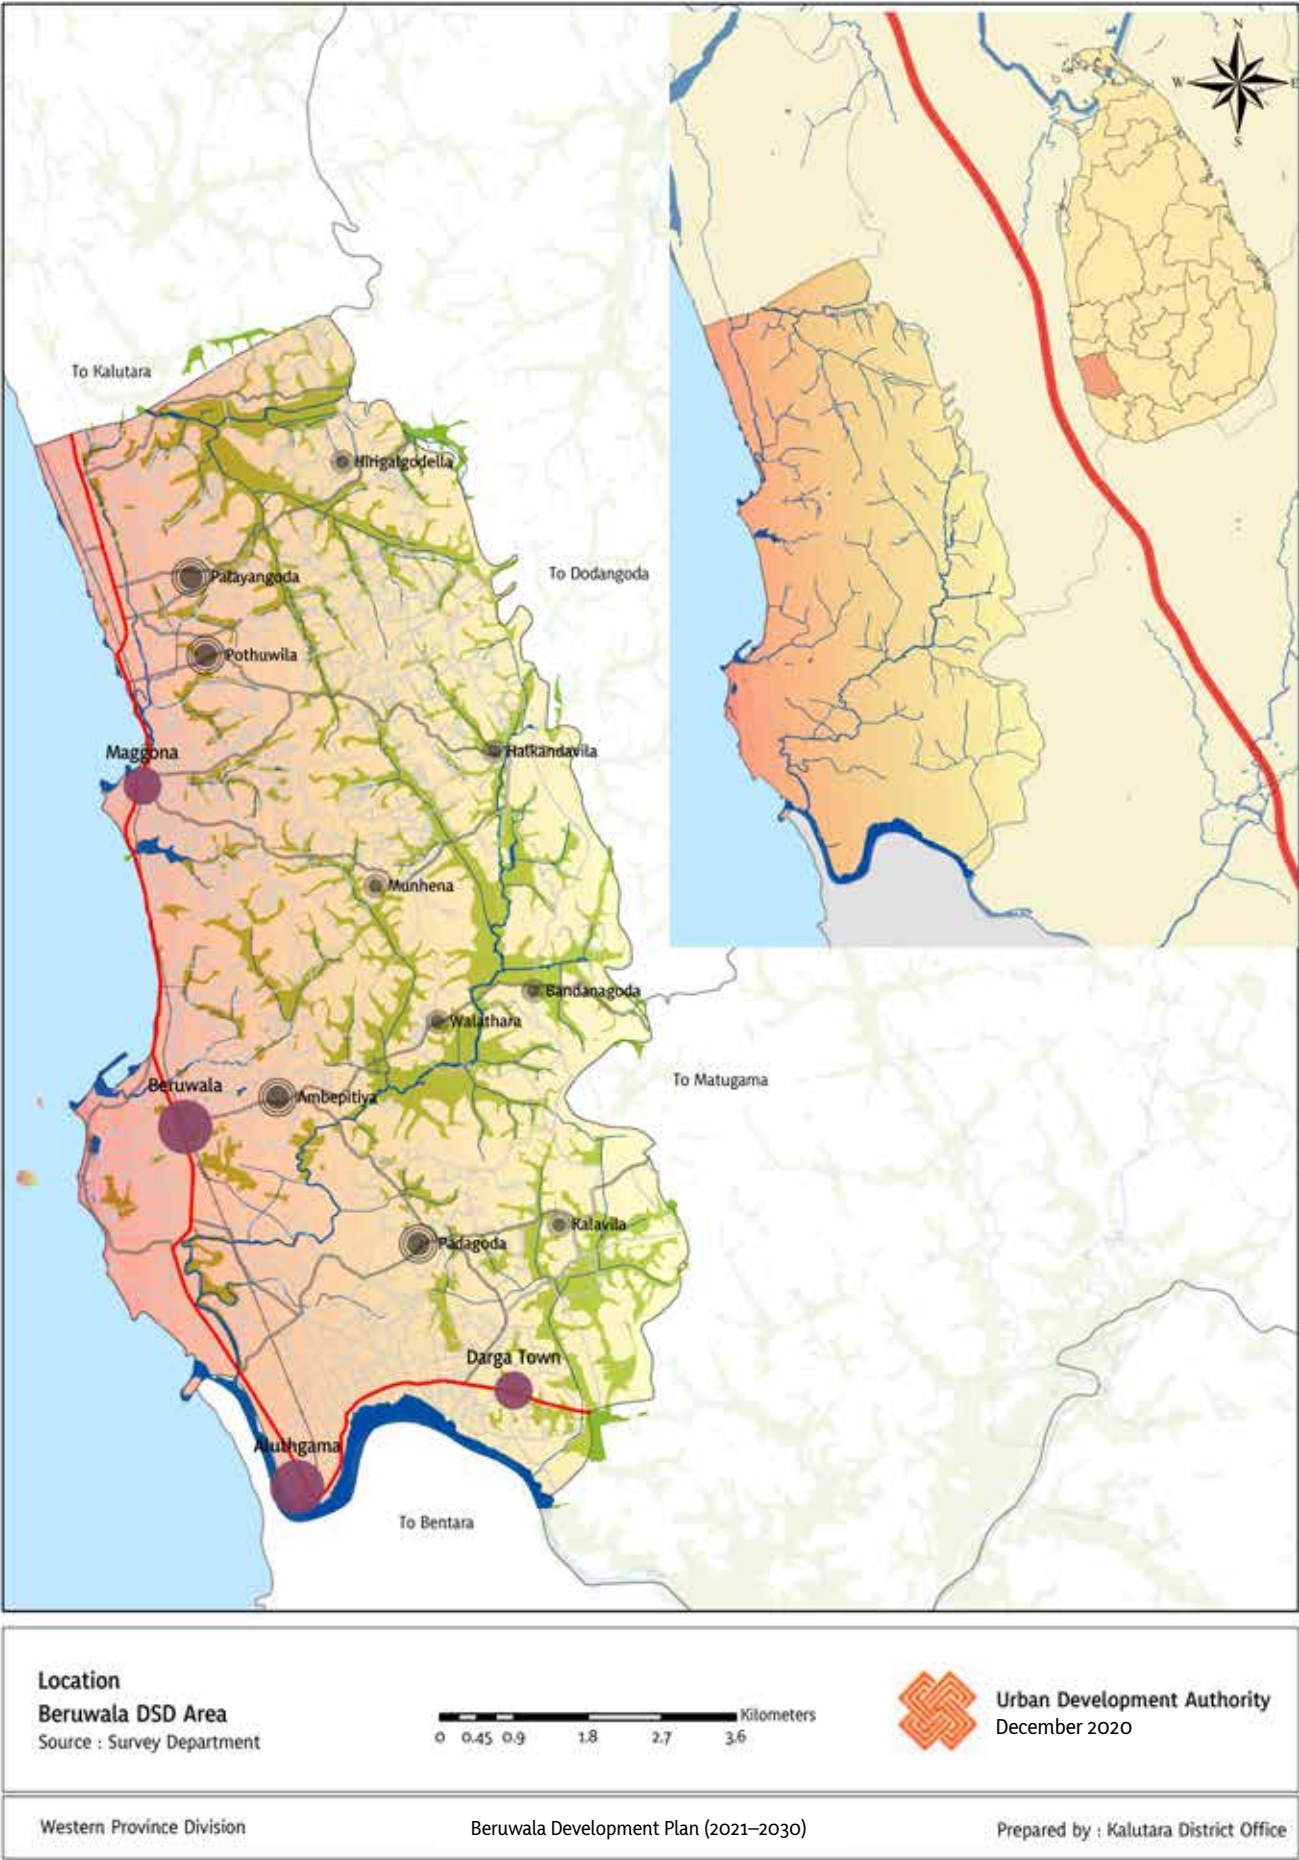 N
W
E
S
To Kalutara
Hirigalgodella
Palayangoda
To Dodangoda
Pothuwila
Maggona
Hatkandavila
Munhena
Bandanagoda
Walathara
To Matugama
Beruwala
Ambepitiya
Kalavila
Padagoda
Darga Town
Aluthgama
To Bentara
Location
Beruwala DSD Area
Source : Survey Department
Kilometers
0 0.45 0.9 1.8 2.7 3.6
Urban Development Authority
December 2020
Western Province Division
Beruwala Development Plan (2021–2030)
Prepared by : Kalutara District Office